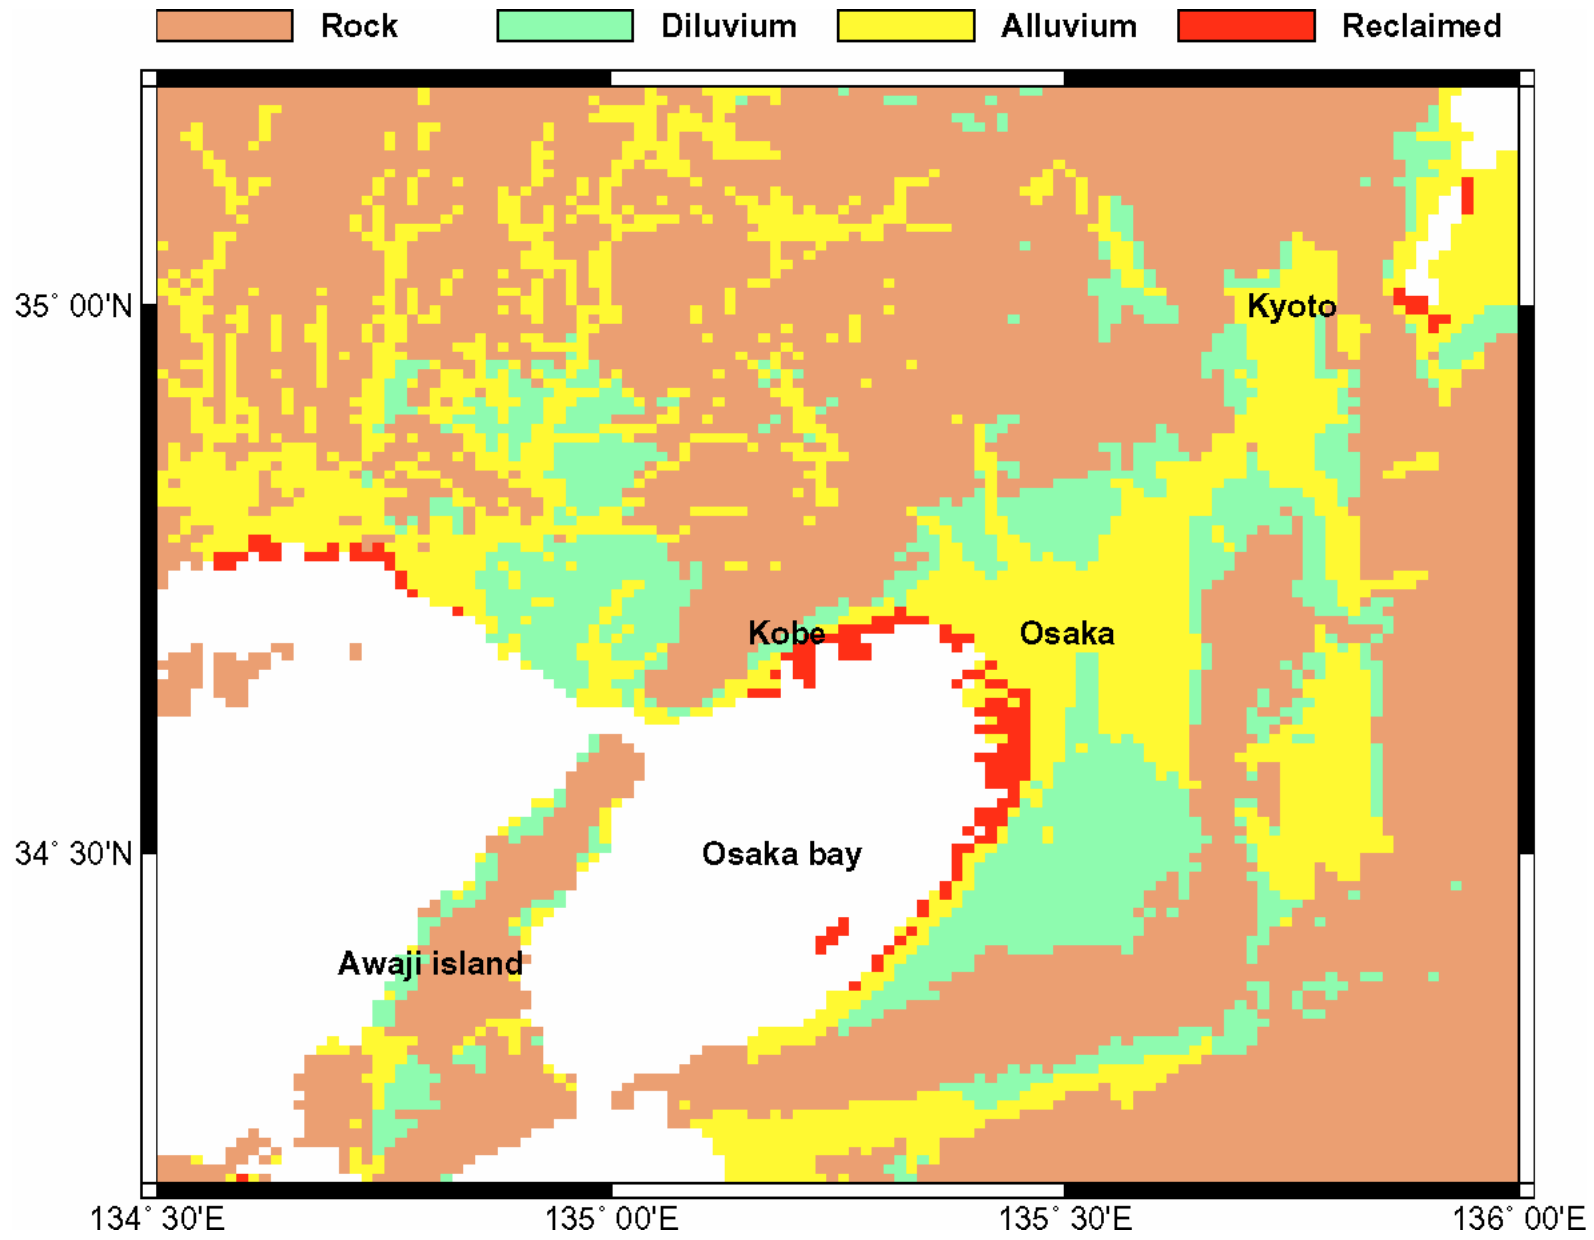 Rock Diluvium Alluvium Reclaimed
35° 00'N
Kyoto
Kobe
Osaka
34° 30'N
Osaka bay
Awaji island
134° 30'E 135° 00'E 135° 30'E 136° 00'E